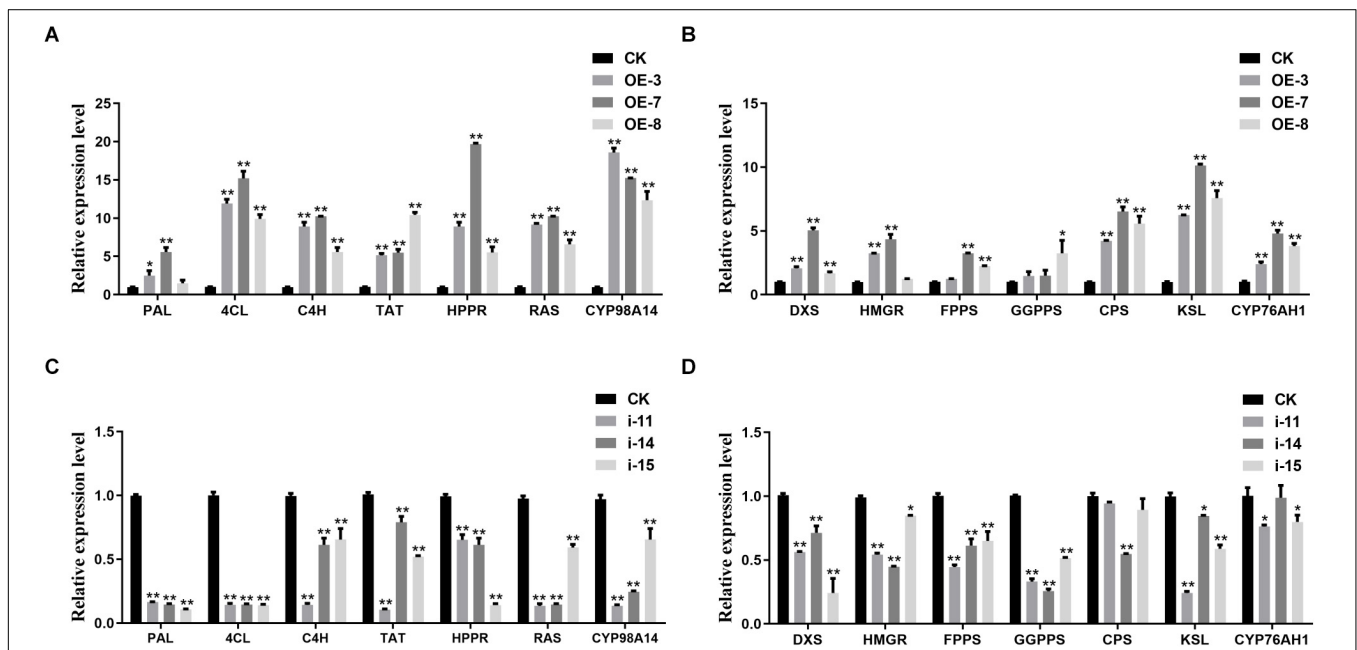 A
CK
OE-3
OE-7
OE-8
Relative expression level
25
20
15
10
5
0
* ** ** ** ** ** ** ** ** ** ** ** ** ** ** ** ** ** ** **
PAL 4CL C4H TAT HPPR RAS CYP98A14
B
CK
OE-3
OE-7
OE-8
Relative expression level
15
10
5
0
** ** ** ** ** ** ** * ** ** ** ** ** ** ** ** **
DXS HMGR FPPS GGPPS CPS KSL CYP76AH1
C
CK
i-11
i-14
i-15
Relative expression level
1.5
1.0
0.5
0.0
** ** ** ** ** ** ** ** ** ** ** ** ** ** ** ** ** ** ** ** **
PAL 4CL C4H TAT HPPR RAS CYP98A14
D
CK
i-11
i-14
i-15
Relative expression level
1.5
1.0
0.5
0.0
** ** ** ** ** * ** ** ** ** ** ** ** ** * ** * *
DXS HMGR FPPS GGPPS CPS KSL CYP76AH1